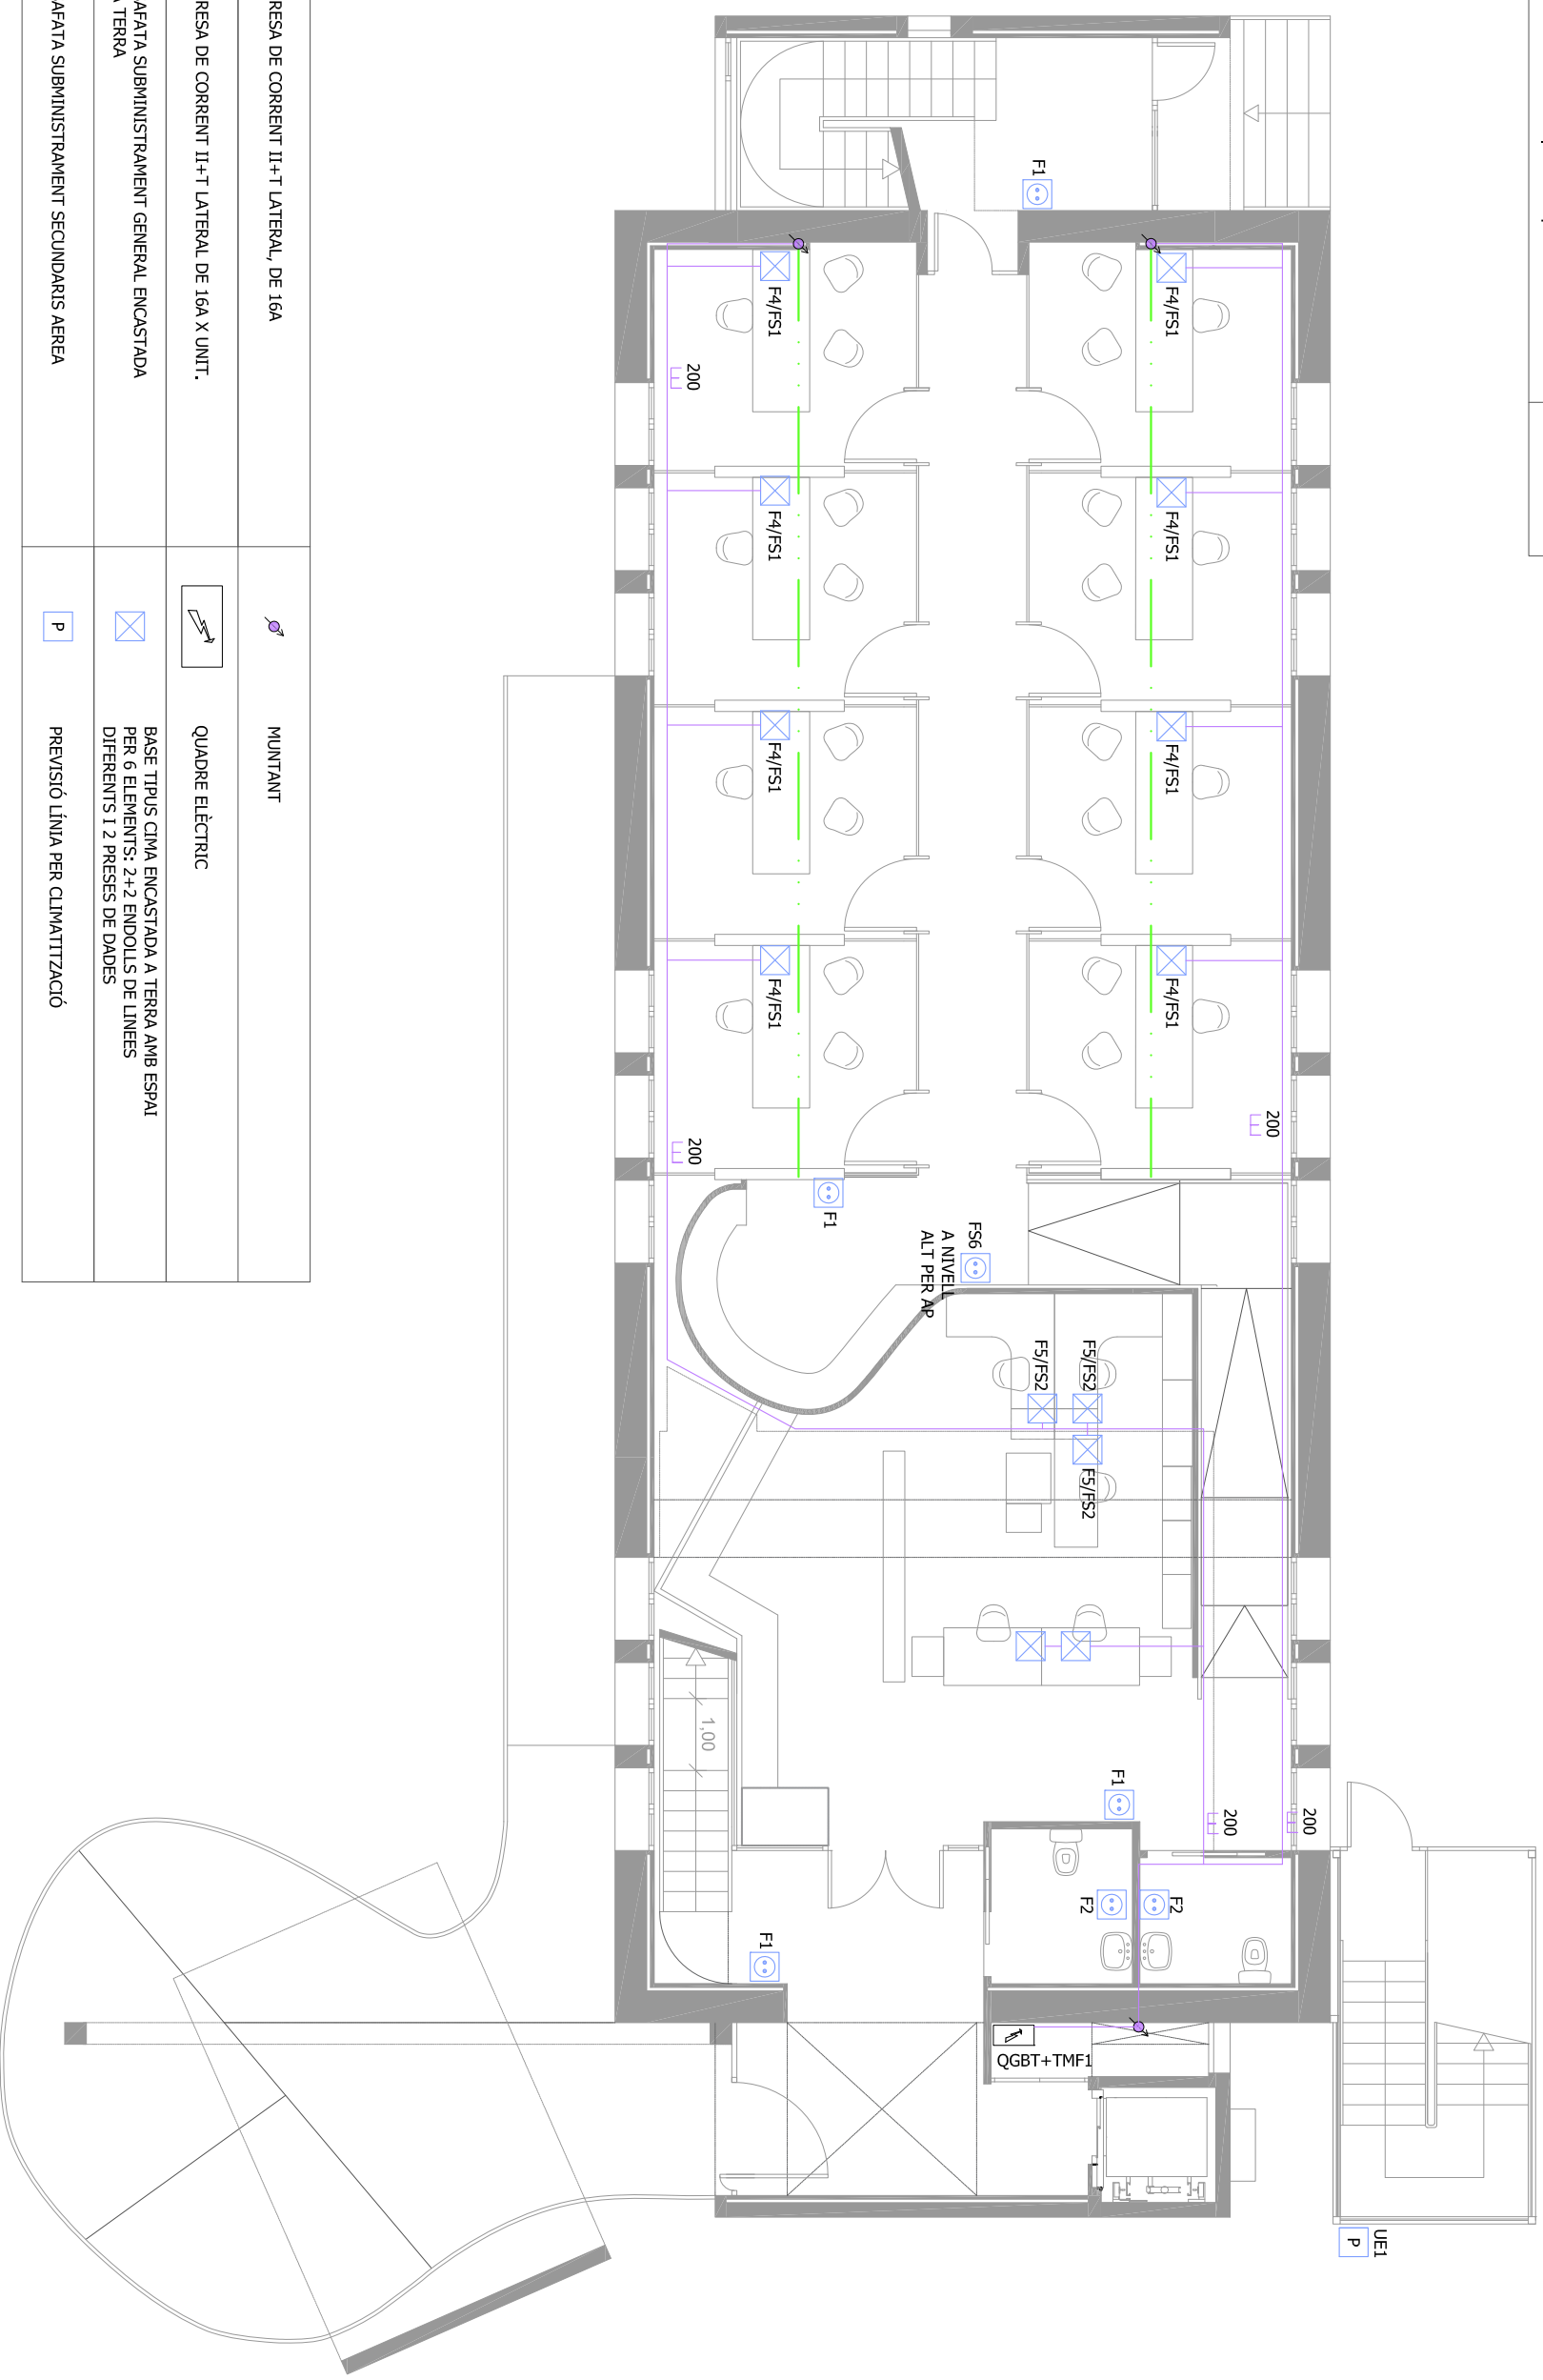 RESA DE CORRENT II+T LATERAL, DE 16A
MUNTANT
RESA DE CORRENT II+T LATERAL DE 16A X UNIT.
QUADRE ELÈCTRIC
AFATA SUBMINISTRAMENT GENERAL ENCASTADA
A TERRA
BASE TIPUS CIMA ENCASTADA A TERRA AMB ESPAI
PER 6 ELEMENTS: 2+2 ENDOLLS DE LINEES
DIFERENTS I 2 PRESES DE DADES
AFATA SUBMINISTRAMENT SECUNDARIS AEREA
P
PREVISIÓ LÍNIA PER CLIMATITZACIÓ
F1
F4/FS1
F4/FS1
F4/FS1
F4/FS1
200
F4/FS1
F4/FS1
F4/FS1
F4/FS1
200
200
F1
FS6
A NIVELL
ALT PER AP
F5/FS2
F5/FS2
F5/FS2
1,00
F1
200
200
F2
F2
F1
QGBT+TMF1
UE1
P